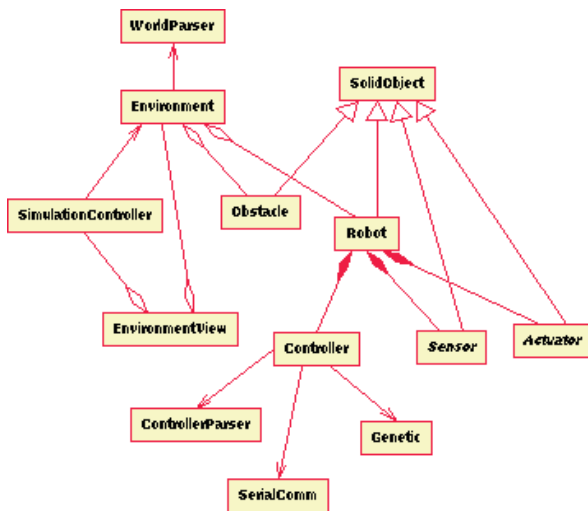 WorldParser
SolidObject
Environment
SimulationController
Obstacle
Robot
EnvironmentView
Controller
Sensor
Actuator
ControllerParser
Genetic
SerialComm